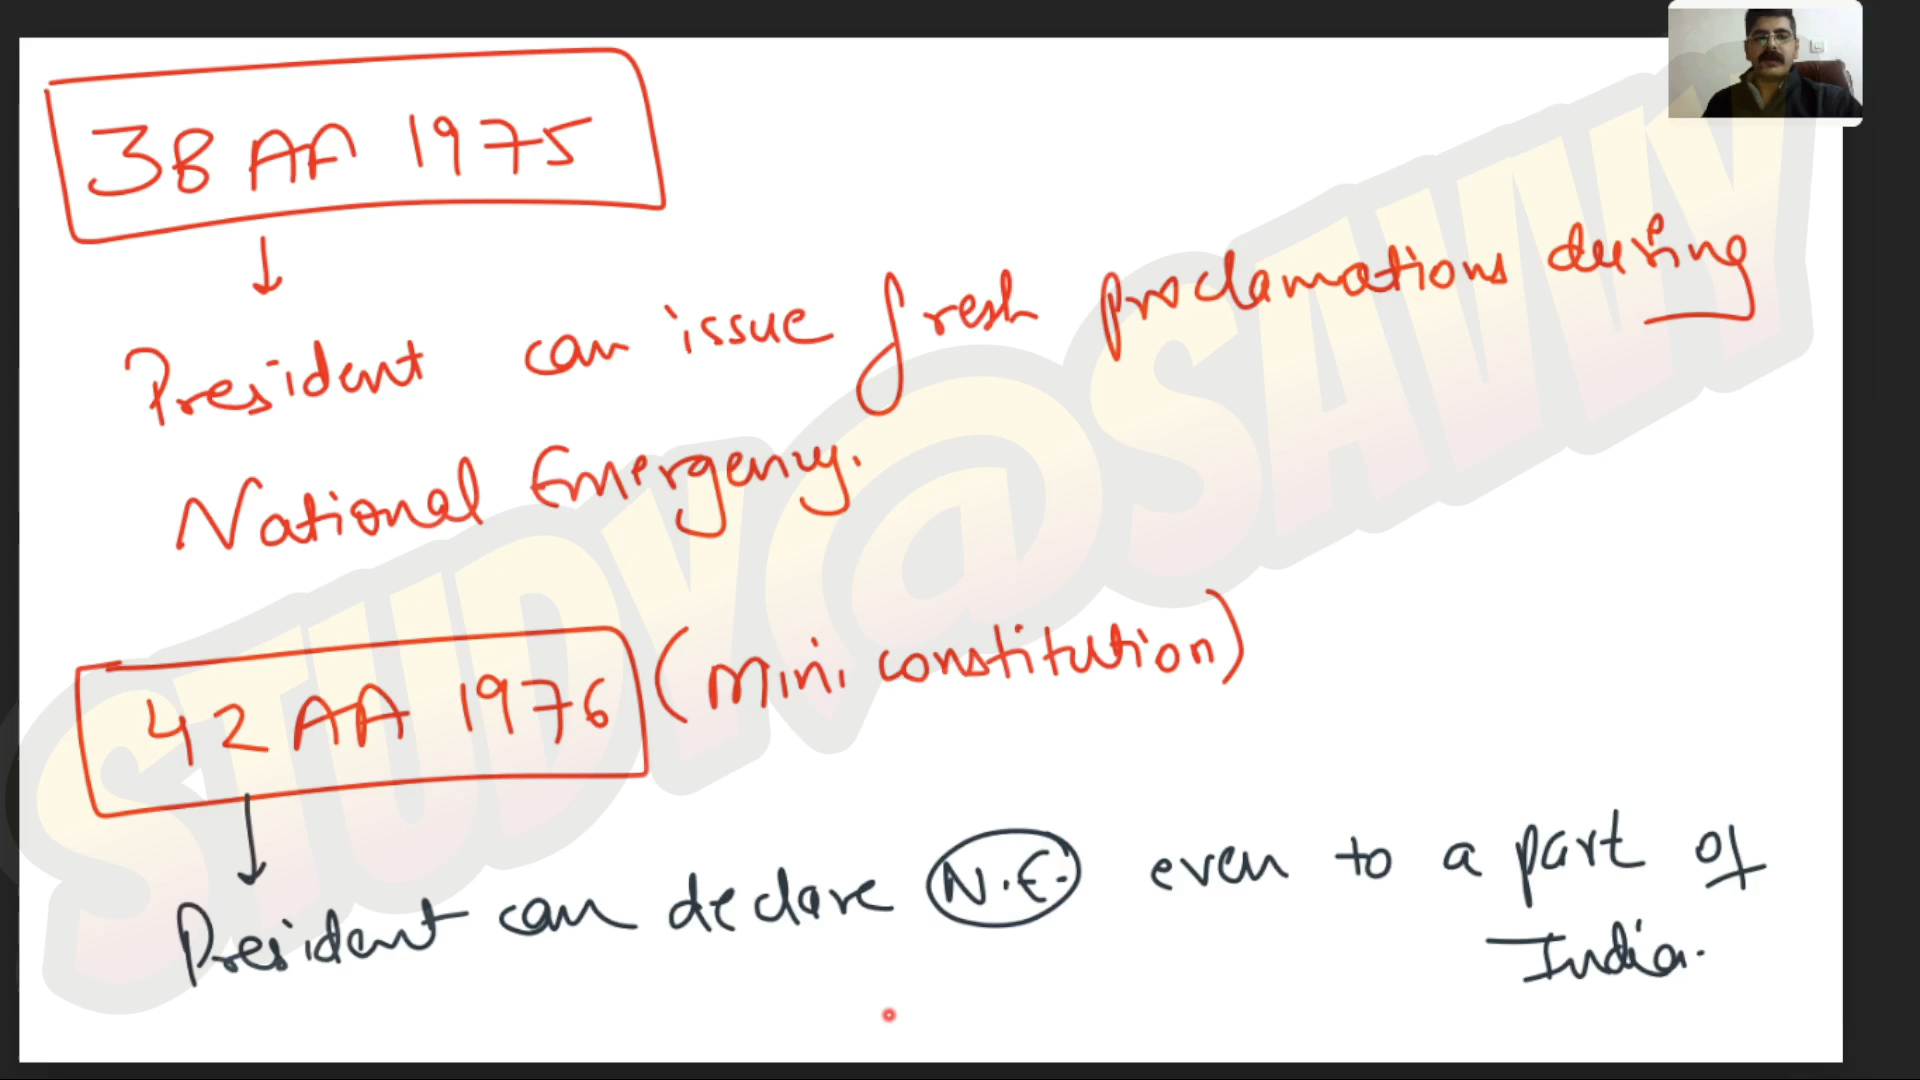 38 AA 1975
President can issue fresh proclamations during
National Emergency.
42 AA 1976 (Mini constitution)
President can declare N.E. even to a part of
India.
STUDY@SAVVY